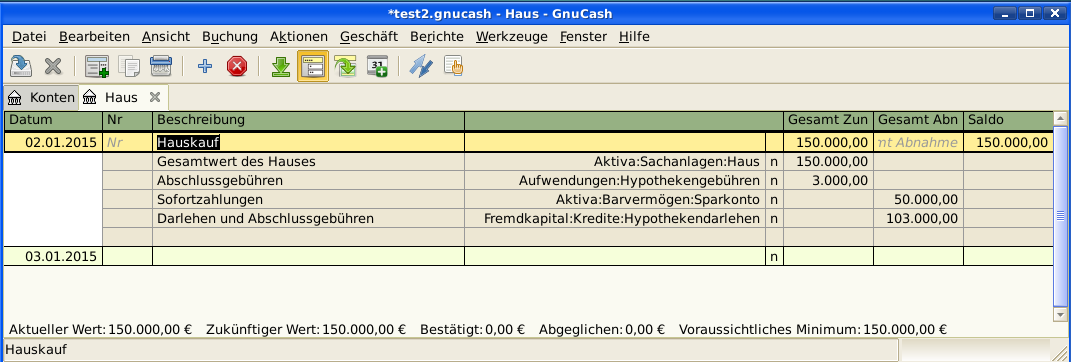 *test2.gnucash - Haus - GnuCash
Datei Bearbeiten Ansicht Buchung Aktionen Geschäft Berichte Werkzeuge Fenster Hilfe
31
Konten Haus
Datum Nr Beschreibung Gesamt Zun Gesamt Abn Saldo
02.01.2015 Nr Hauskauf 150.000,00 Abnahme 150.000,00
Gesamtwert des Hauses Aktiva:Sachanlagen:Haus n 150.000,00
Abschlussgebühren Aufwendungen:Hypothekengebühren n 3.000,00
Sofortzahlungen Aktiva:Barvermögen:Sparkonto n 50.000,00
Darlehen und Abschlussgebühren Fremdkapital:Kredite:Hypothekendarlehen n 103.000,00
03.01.2015 n
Aktueller Wert: 150.000,00 € Zukünftiger Wert: 150.000,00 € Bestätigt: 0,00 € Abgeglichen: 0,00 € Voraussichtliches Minimum: 150.000,00 €
Hauskauf